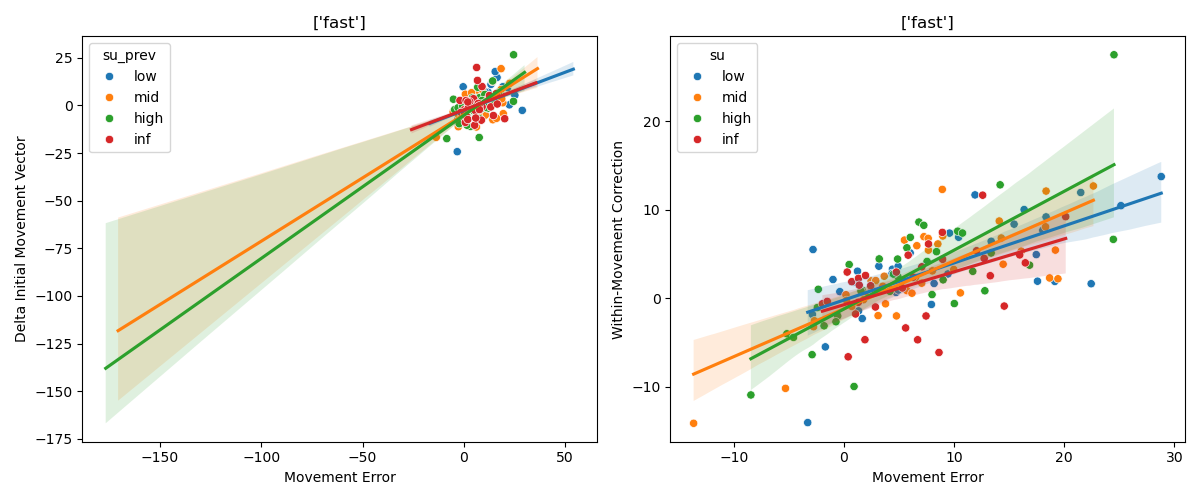 ['fast']
su_prev
low
mid
high
inf
25
0
−25
−50
−75
−100
−125
−150
−175
Delta Initial Movement Vector
−150
−100
−50
0
50
Movement Error
['fast']
su
low
mid
high
inf
20
10
0
−10
Within-Movement Correction
−10
0
10
20
30
Movement Error